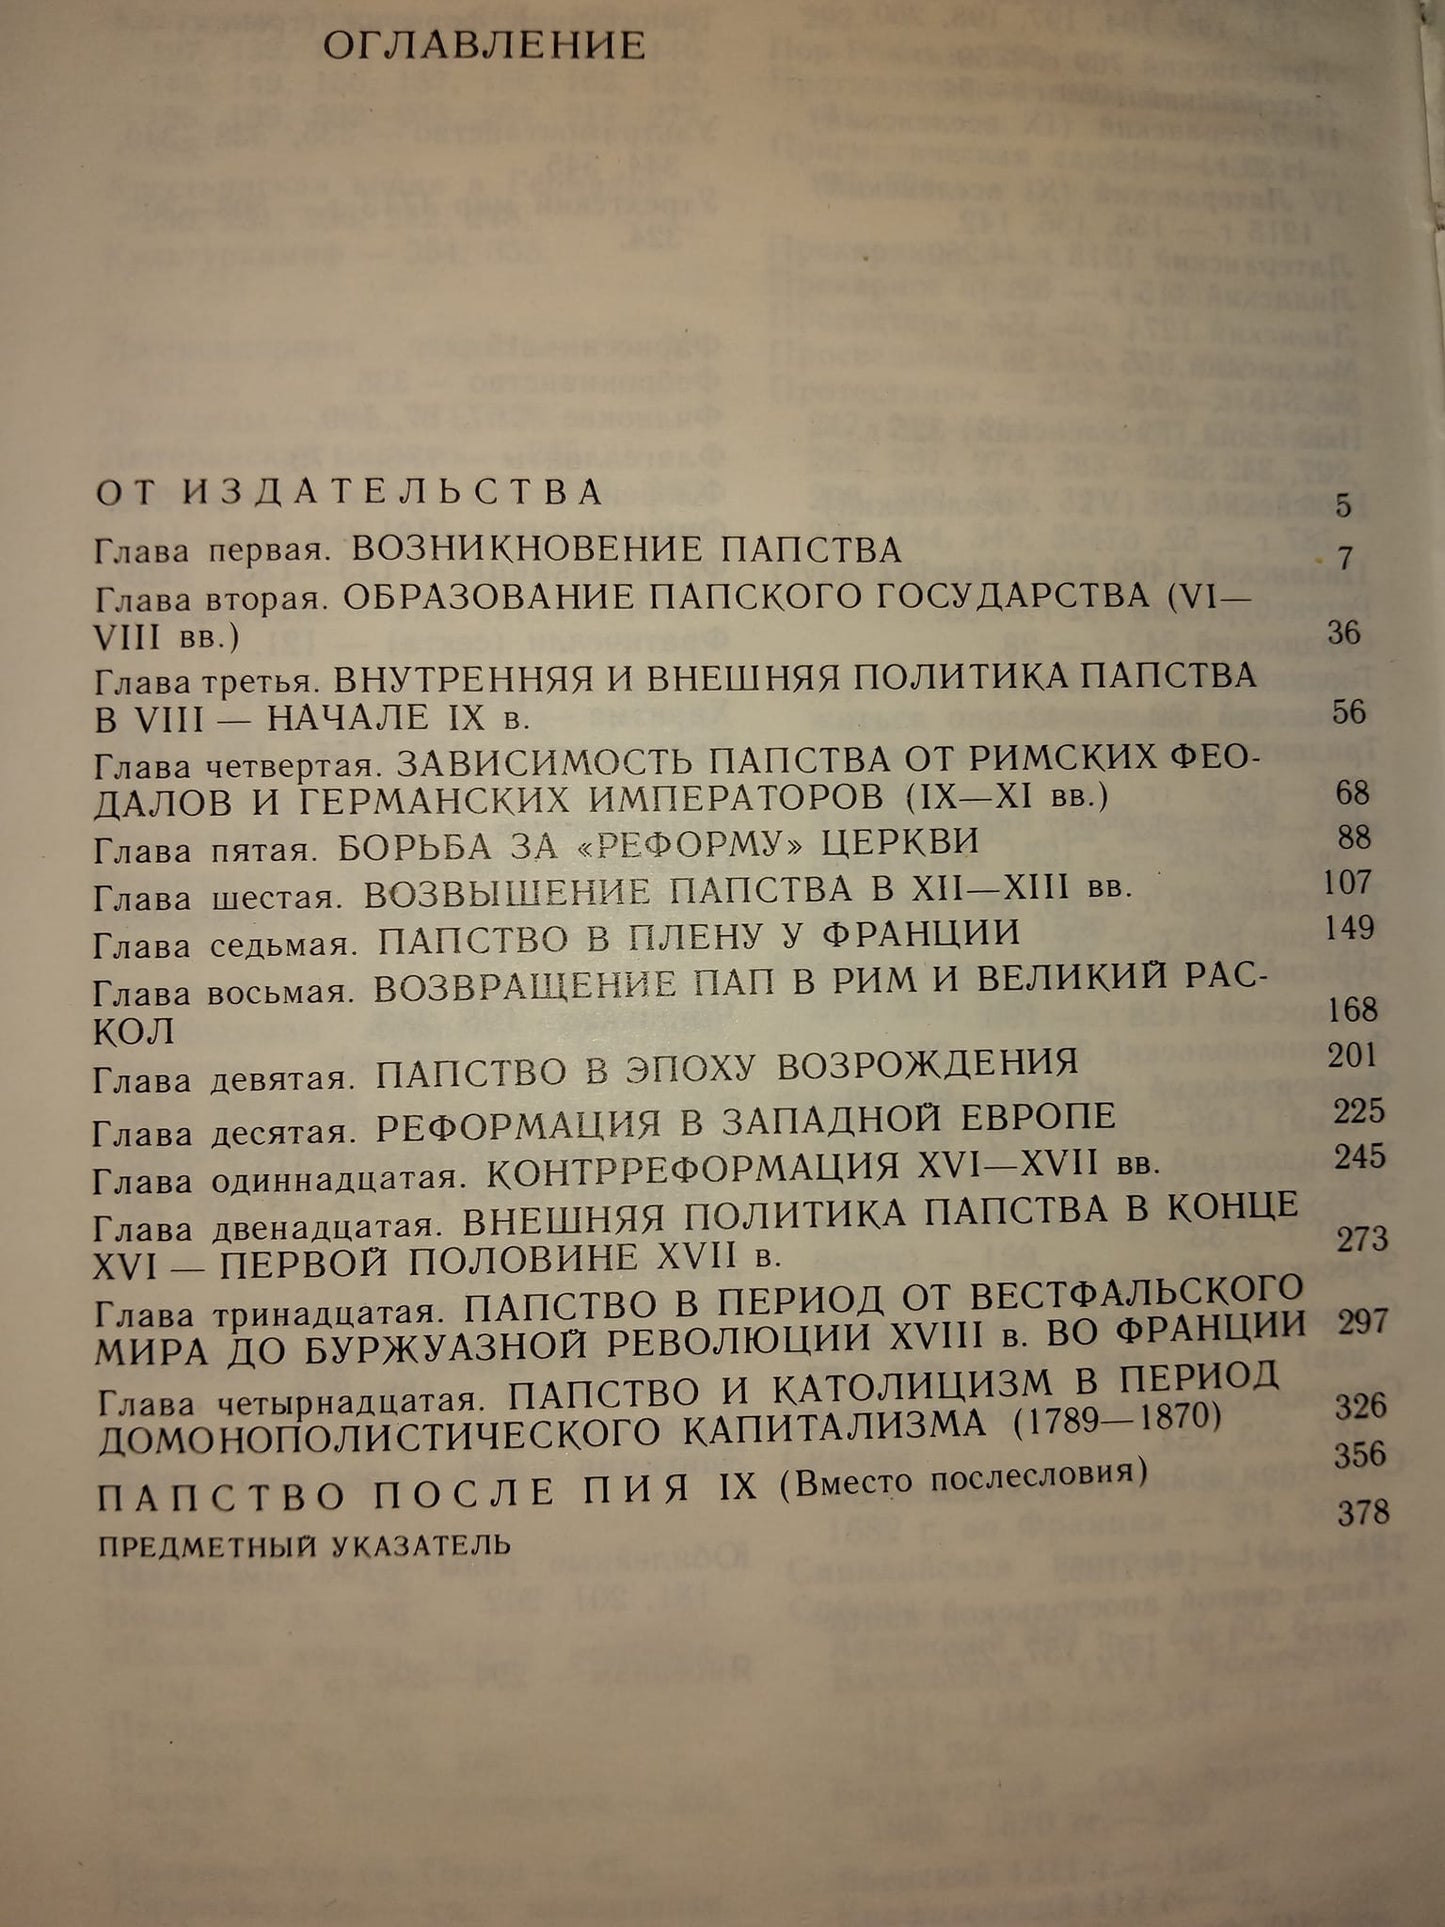 ОГЛАВЛЕНИЕ
ОТ ИЗДАТЕЛЬСТВА 5
Глава первая. ВОЗНИКНОВЕНИЕ ПАПСТВА 7
Глава вторая. ОБРАЗОВАНИЕ ПАПСКОГО ГОСУДАРСТВА (VI—
VIII вв.) 36
Глава третья. ВНУТРЕННЯЯ И ВНЕШНЯЯ ПОЛИТИКА ПАПСТВА
В VIII — НАЧАЛЕ IX в. 56
Глава четвертая. ЗАВИСИМОСТЬ ПАПСТВА ОТ РИМСКИХ ФЕО-
ДАЛОВ И ГЕРМАНСКИХ ИМПЕРАТОРОВ (IX—XI вв.) 68
Глава пятая. БОРЬБА ЗА «РЕФОРМУ» ЦЕРКВИ 88
Глава шестая. ВОЗВЫШЕНИЕ ПАПСТВА В XII—XIII вв. 107
Глава седьмая. ПАПСТВО В ПЛЕНУ У ФРАНЦИИ 149
Глава восьмая. ВОЗВРАЩЕНИЕ ПАП В РИМ И ВЕЛИКИЙ РАС-
КОЛ 168
Глава девятая. ПАПСТВО В ЭПОХУ ВОЗРОЖДЕНИЯ 201
Глава десятая. РЕФОРМАЦИЯ В ЗАПАДНОЙ ЕВРОПЕ 225
Глава одиннадцатая. КОНТРРЕФОРМАЦИЯ XVI—XVII вв. 245
Глава двенадцатая. ВНЕШНЯЯ ПОЛИТИКА ПАПСТВА В КОНЦЕ
XVI — ПЕРВОЙ ПОЛОВИНЕ XVII в. 273
Глава тринадцатая. ПАПСТВО В ПЕРИОД ОТ ВЕСТФАЛЬСКОГО
МИРА ДО БУРЖУАЗНОЙ РЕВОЛЮЦИИ XVIII в. ВО ФРАНЦИИ 297
Глава четырнадцатая. ПАПСТВО И КАТОЛИЦИЗМ В ПЕРИОД
ДОМОНОПОЛИСТИЧЕСКОГО КАПИТАЛИЗМА (1789—1870) 326
ПАПСТВО ПОСЛЕ ПИЯ IX (Вместо послесловия) 356
ПРЕДМЕТНЫЙ УКАЗАТЕЛЬ 378